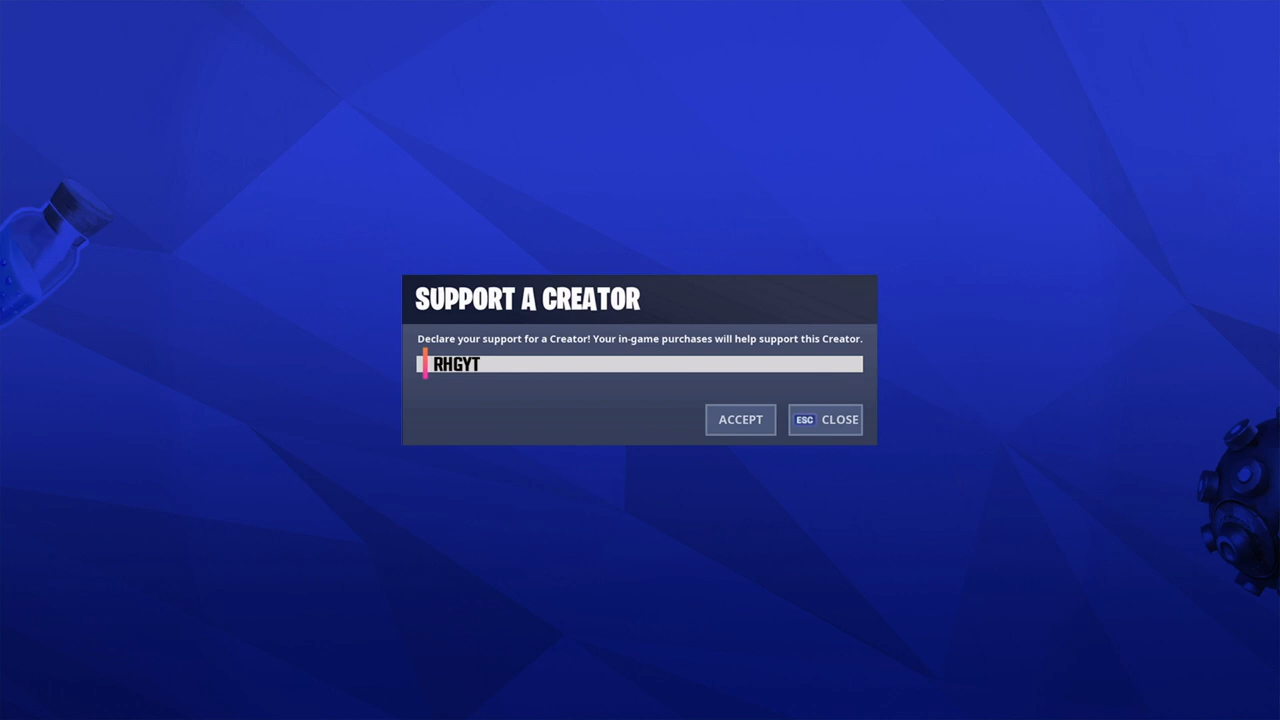 SUPPORT A CREATOR
Declare your support for a Creator! Your in-game purchases will help support this Creator.
RHGYT
ACCEPT
ESC CLOSE